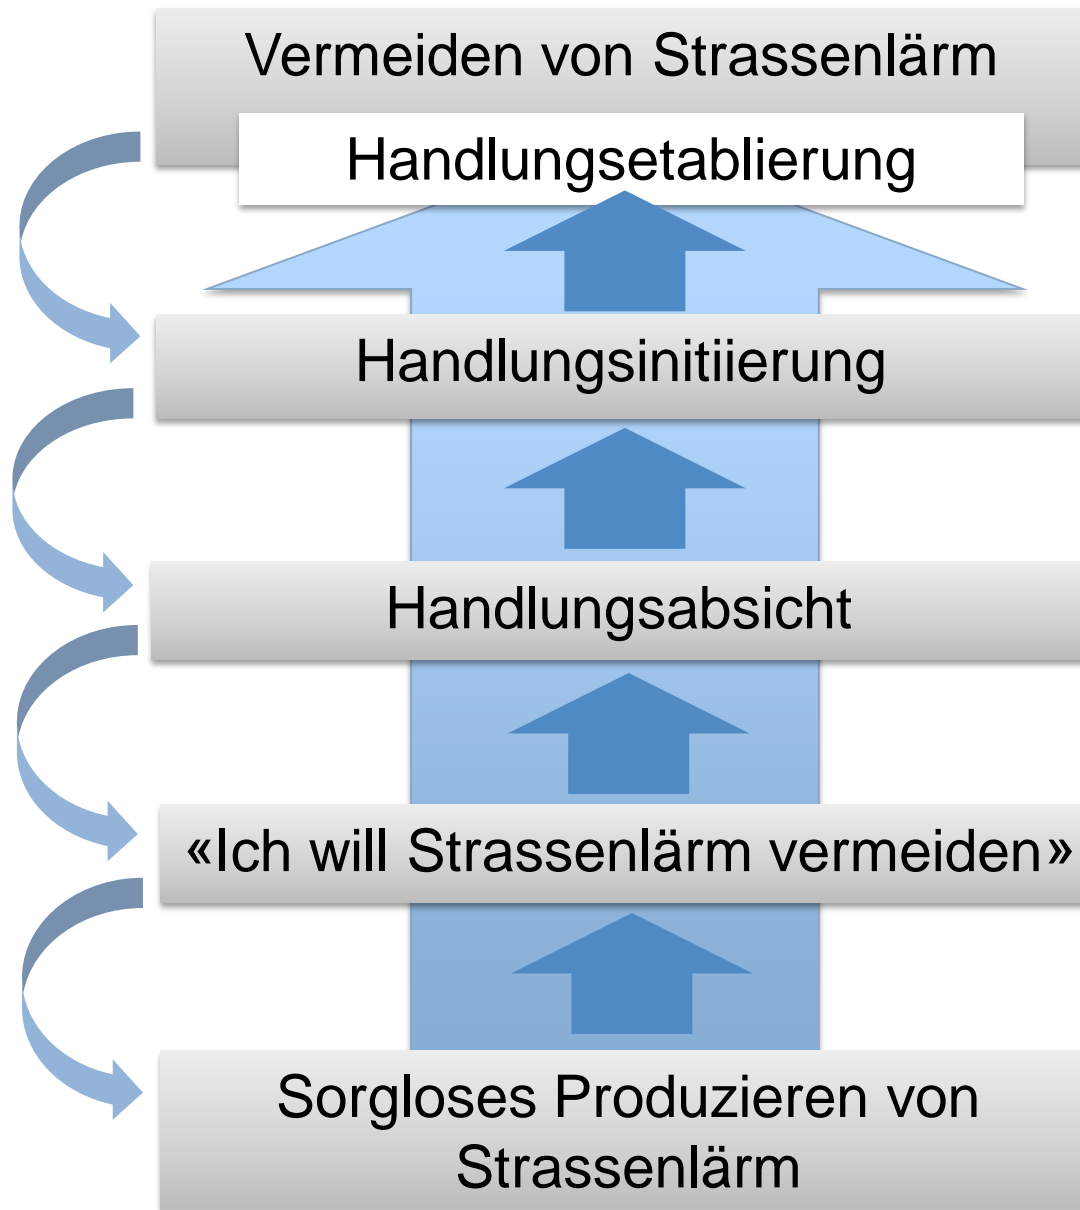 Vermeiden von Strassenlärm
Handlungsetablierung
Handlungsinitiierung
Handlungsabsicht
«Ich will Strassenlärm vermeiden»
Sorgloses Produzieren von
Strassenlärm